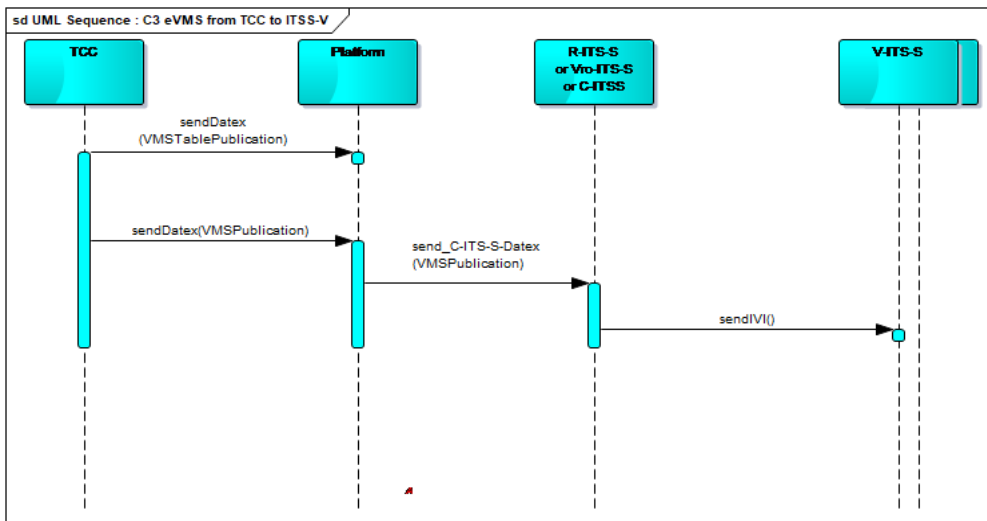 sd UML Sequence : C3 eVMS from TCC to ITSS-V
TCC
Platform
R-ITS-S
or Vro-ITS-S
or C-ITSS
V-ITS-S
sendDatex
(VMSTablePublication)
sendDatex(VMSPublication)
send_C-ITS-S-Datex
(VMSPublication)
sendIVI()